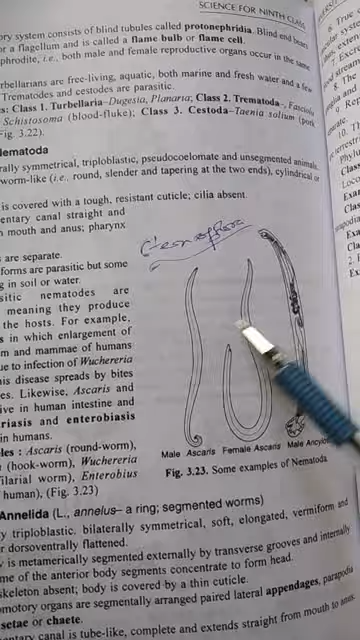 SCIENCE FOR NINTH CLASS
ory system consists of blind tubules called protonephridia. Blind end bears
or a flagellum and is called a flame bulb or flame cell.
phrodite, i.e., both male and female reproductive organs occur in the same
urbellarians are free-living, aquatic, both marine and fresh water and a few
Trematodes and cestodes are parasitic.
es: Class 1. Turbellaria–Dugesia, Planaria; Class 2. Trematoda–, Fasciola
Schistosoma (blood-fluke); Class 3. Cestoda–Taenia solium (pork
Fig. 3.22).
ematoda
rally symmetrical, triploblastic, pseudocoelomate and unsegmented animals.
worm-like (i.e., round, slender and tapering at the two ends), cylindrical or
is covered with a tough, resistant cuticle; cilia absent.
entary canal straight and
n mouth and anus; pharynx
s are separate.
forms are parasitic but some
ng in soil or water.
sitic nematodes are
meaning they produce
the hosts. For example,
s in which enlargement of
m and mammae of humans
ue to infection of Wuchereria
his disease spreads by bites
es. Likewise, Ascaris and
ive in human intestine and
riasis and enterobiasis
in humans.
les : Ascaris (round-worm),
(hook-worm), Wuchereria
ilarial worm), Enterobius
human), (Fig. 3.23)
Male Ascaris Female Ascaris Male Ancylo
Fig. 3.23. Some examples of Nematoda
Annelida (L., annelus– a ring; segmented worms)
y triploblastic. bilaterally symmetrical, soft, elongated, vermiform and
r dorsoventrally flattened.
y is metamerically segmented externally by transverse grooves and internally
me of the anterior body segments concentrate to form head.
skeleton absent; body is covered by a thin cuticle.
omotory organs are segmentally arranged paired lateral appendages, parapodia
setae or chaete.
entary canal is tube-like, complete and extends straight from mouth to anus.